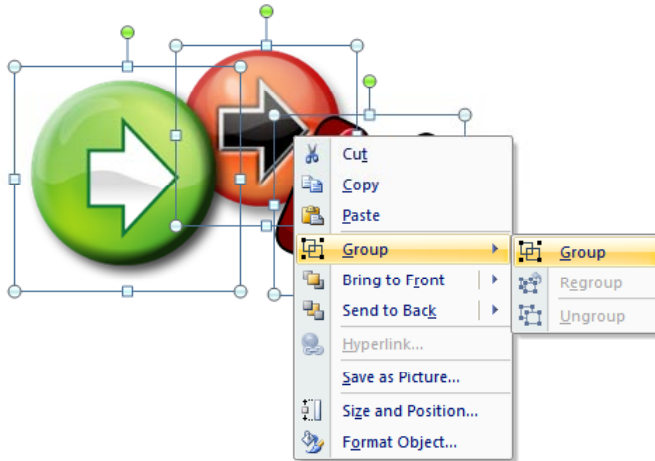 Cut
Copy
Paste
Group
Group
Bring to Front
Regroup
Send to Back
Ungroup
Hyperlink...
Save as Picture...
Size and Position...
Format Object...